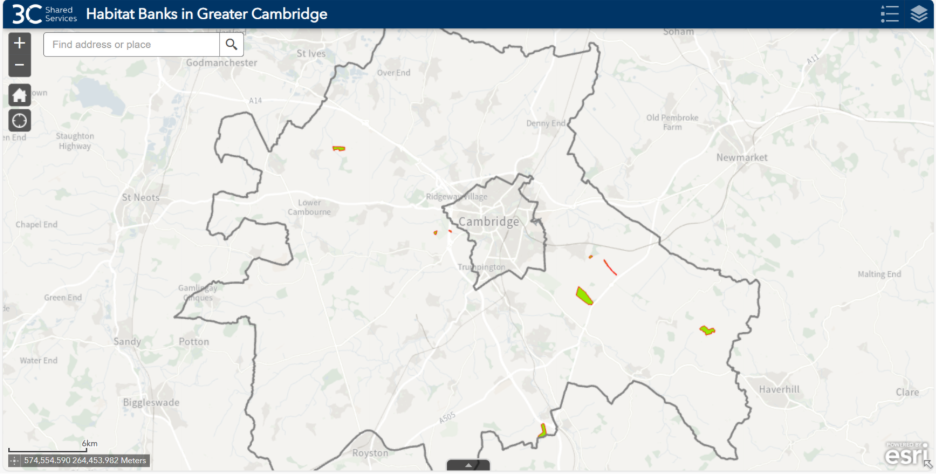 3C Shared Services Habitat Banks in Greater Cambridge
Find address or place
Soham
St Ives
Godmanchester
Over End
A11
A14
Old Pembroke Farm
Denny End
Staughton Highway
Newmarket
St Neots
Ridgeway Village
Lower Cambourne
Chapel End
Cambridge
Trumpington
Malting End
Gamlingay Cinques
Green End
Sandy
Potton
Water End
Haverhill
Clare
Biggleswade
A505
Royston
6km
574,554.590 264,453.982 Meters
POWERED BY
esri